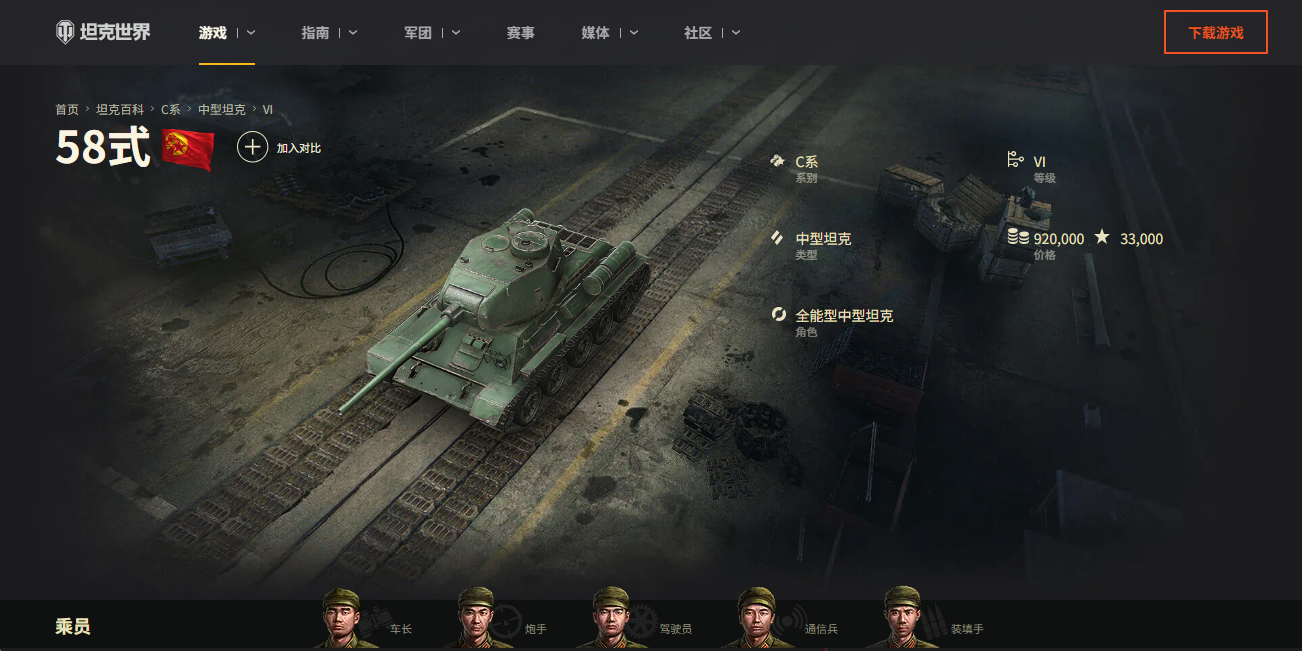 坦克世界 游戏 指南 军团 赛事 媒体 社区 下载游戏
首页 › 坦克百科 › C系 › 中型坦克 › VI
58式 加入对比
C系
系别
VI
等级
中型坦克
类型
920,000 33,000
价格
全能型中型坦克
角色
乘员 车长 炮手 驾驶员 通信兵 装填手